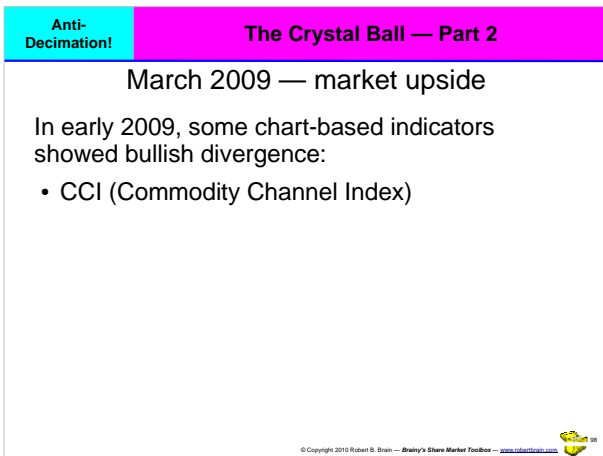 Anti-
Decimation!
The Crystal Ball — Part 2
March 2009 — market upside
In early 2009, some chart-based indicators
showed bullish divergence:
• CCI (Commodity Channel Index)
© Copyright 2010 Robert B. Brain — Brainy's Share Market Toolbox — www.robertbrain.com
98